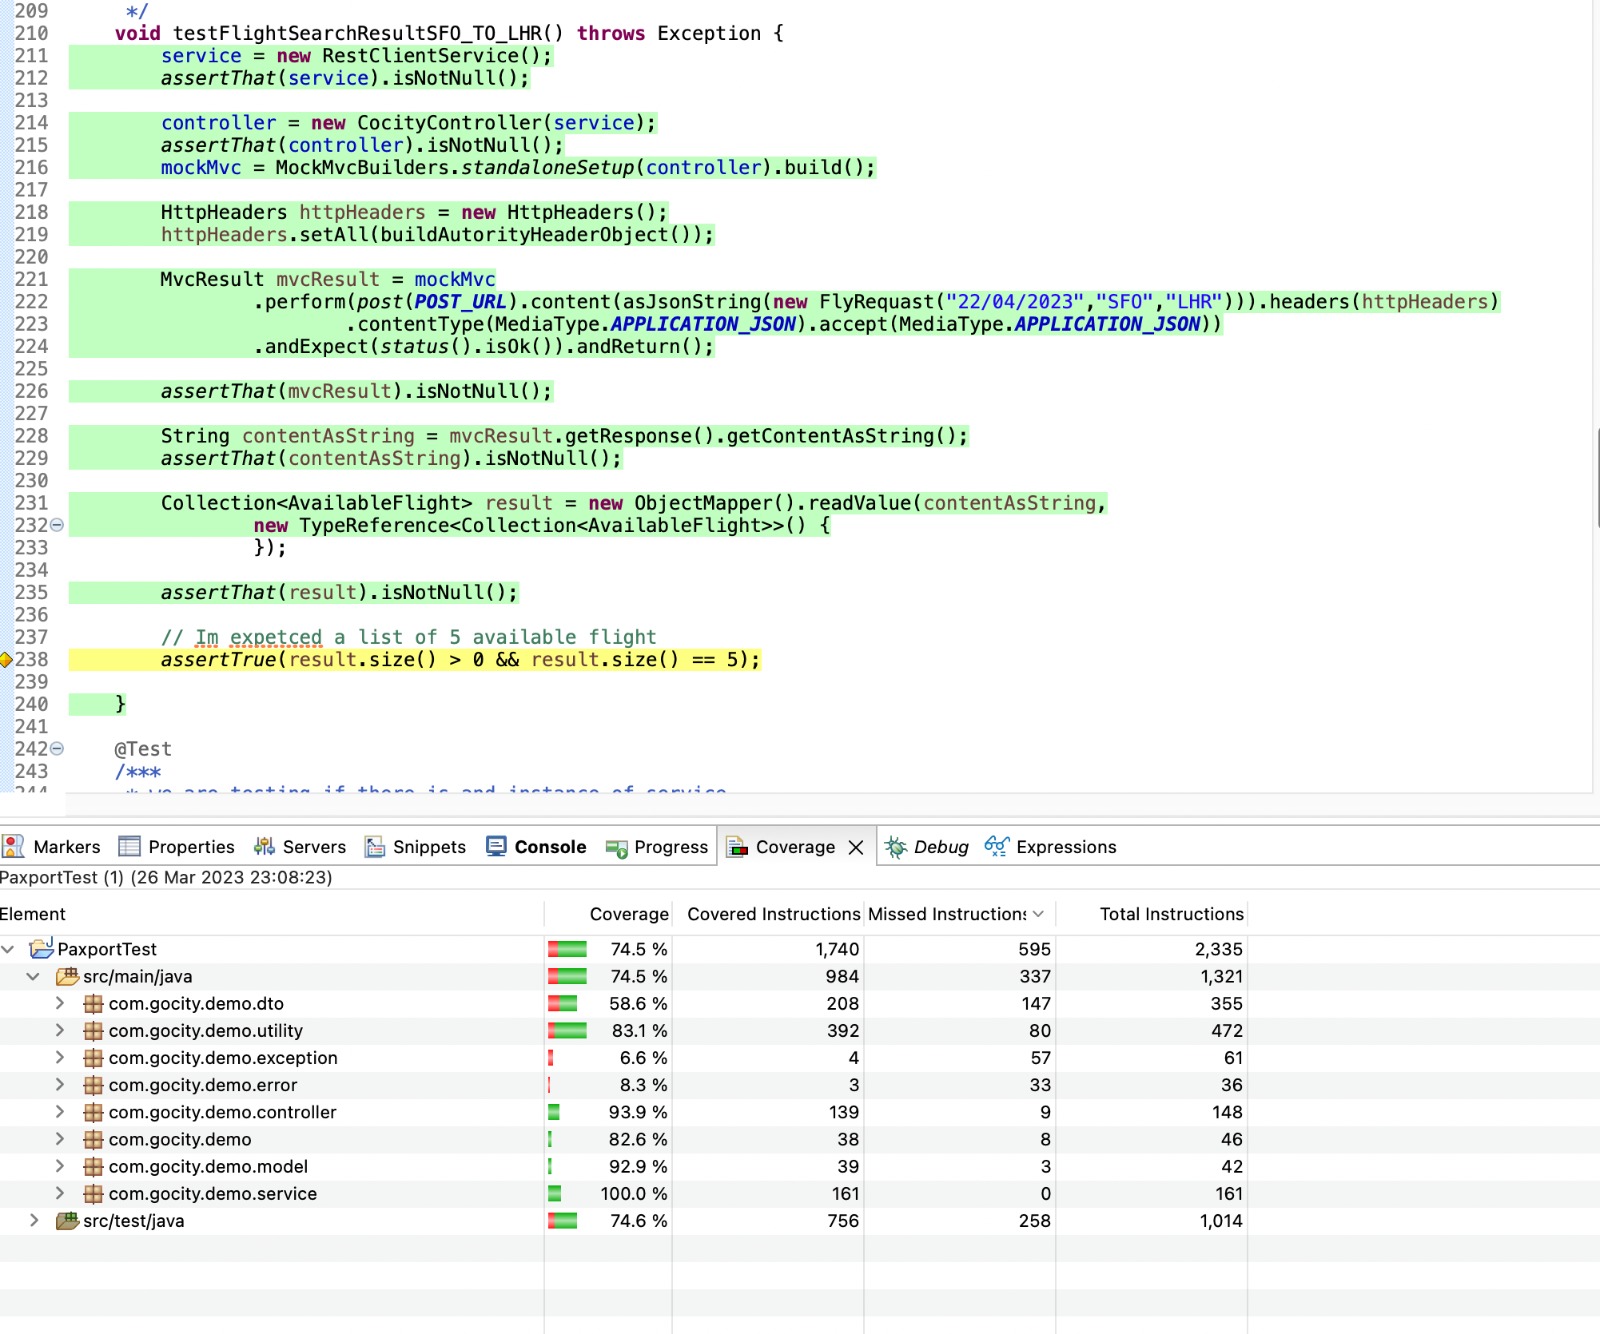 209 */
210 void testFlightSearchResultSFO_TO_LHR() throws Exception {
211 service = new RestClientService();
212 assertThat(service).isNotNull();
213
214 controller = new CocityController(service);
215 assertThat(controller).isNotNull();
216 mockMvc = MockMvcBuilders.standaloneSetup(controller).build();
217
218 HttpHeaders httpHeaders = new HttpHeaders();
219 httpHeaders.setAll(buildAutorityHeaderObject());
220
221 MvcResult mvcResult = mockMvc
222 .perform(post(POST_URL).content(asJsonString(new FlyRequast("22/04/2023","SFO","LHR"))).headers(httpHeaders)
223 .contentType(MediaType.APPLICATION_JSON).accept(MediaType.APPLICATION_JSON))
224 .andExpect(status().isOk()).andReturn();
225
226 assertThat(mvcResult).isNotNull();
227
228 String contentAsString = mvcResult.getResponse().getContentAsString();
229 assertThat(contentAsString).isNotNull();
230
231 Collection<AvailableFlight> result = new ObjectMapper().readValue(contentAsString,
232 new TypeReference<Collection<AvailableFlight>>() {
233 });
234
235 assertThat(result).isNotNull();
236
237 // Im expetced a list of 5 available flight
238 assertTrue(result.size() > 0 && result.size() == 5);
239
240 }
241
242 @Test
243 /***
244 * we are testing if there is and instance of service
Markers Properties Servers Snippets Console Progress Coverage Debug Expressions
PaxportTest (1) (26 Mar 2023 23:08:23)
Element Coverage Covered Instructions Missed Instructions Total Instructions
PaxportTest 74.5 % 1,740 595 2,335
src/main/java 74.5 % 984 337 1,321
com.gocity.demo.dto 58.6 % 208 147 355
com.gocity.demo.utility 83.1 % 392 80 472
com.gocity.demo.exception 6.6 % 4 57 61
com.gocity.demo.error 8.3 % 3 33 36
com.gocity.demo.controller 93.9 % 139 9 148
com.gocity.demo 82.6 % 38 8 46
com.gocity.demo.model 92.9 % 39 3 42
com.gocity.demo.service 100.0 % 161 0 161
src/test/java 74.6 % 756 258 1,014